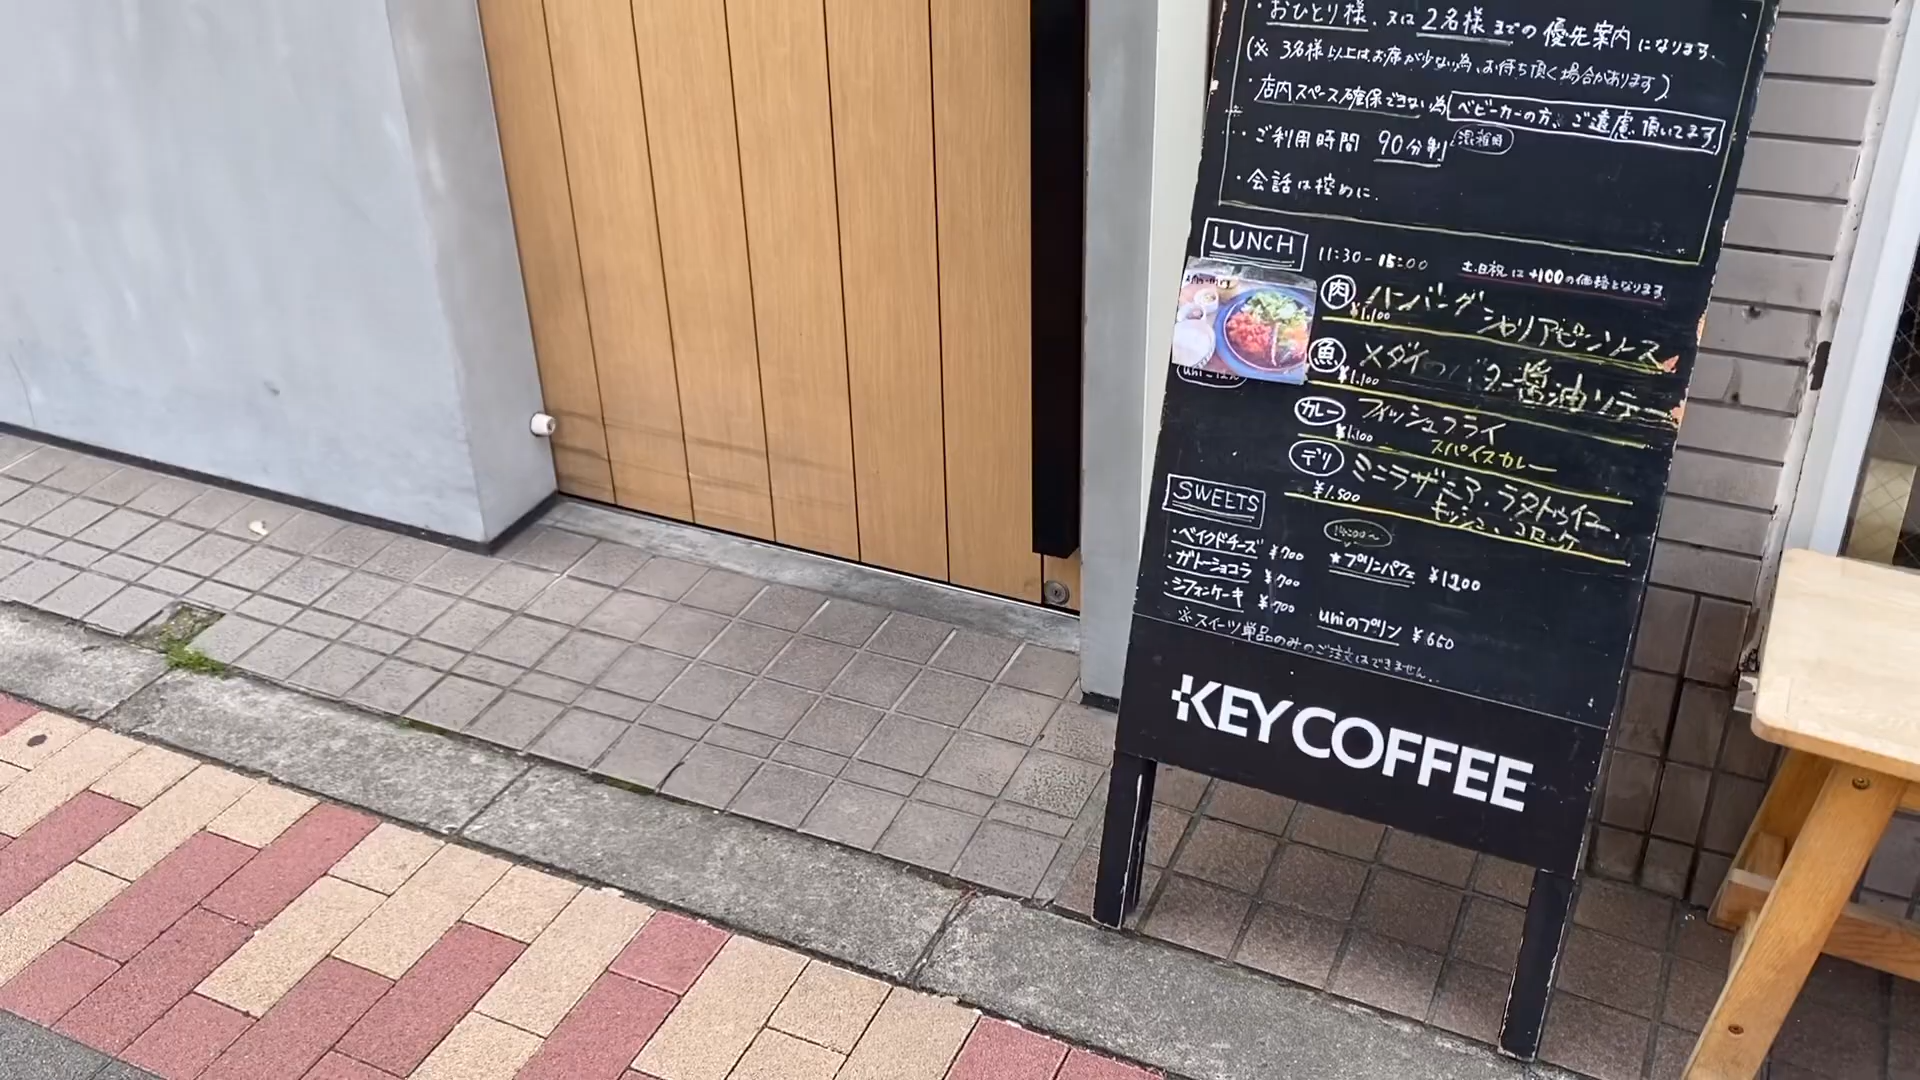 ・おひとり様、又は2名様までの優先案内になります。
(※ 3名様以上はお席が少ない為、お待ち頂く場合があります)
・店内スペース確保できない為ベビーカーの方、ご遠慮頂いてます。
・ご利用時間 90分制 混雑時
・会話は控めに。
LUNCH 11:30-15:00 土日祝は+100の価格となります。
肉 ハンバーグ シャリアピンソース
¥1.100
魚 メダイのバター醤油ソテー
¥1.100
カレー フィッシュフライ
¥1.100 スパイスカレー
デリ ミニラザニア、ラタトゥイユ、
¥1.500 キッシュ、コロッケ
SWEETS
・ベイクドチーズ ¥700
・ガトーショコラ ¥700
・シフォンケーキ ¥700
14:00〜
★プリンパフェ ¥1200
uniのプリン ¥650
※スイーツ単品のみのご注文はできません。
KEY COFFEE